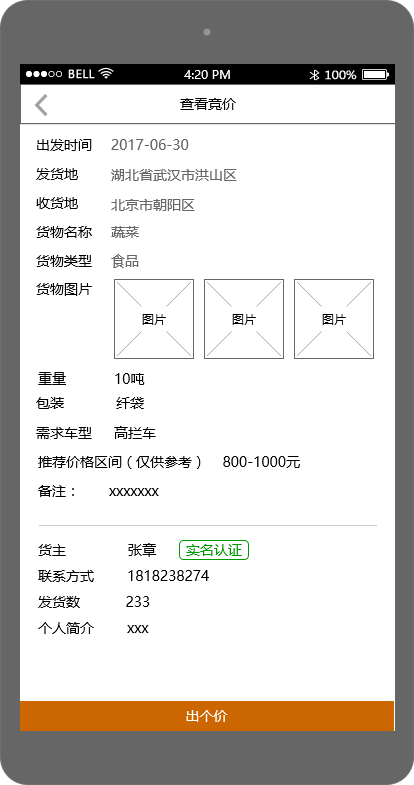 BELL 4:20 PM 100%
查看竞价
出发时间 2017-06-30
发货地 湖北省武汉市洪山区
收货地 北京市朝阳区
货物名称 蔬菜
货物类型 食品
货物图片 图片 图片 图片
重量 10吨
包装 纤袋
需求车型 高拦车
推荐价格区间（仅供参考） 800-1000元
备注： xxxxxxx
货主 张章 实名认证
联系方式 1818238274
发货数 233
个人简介 xxx
出个价